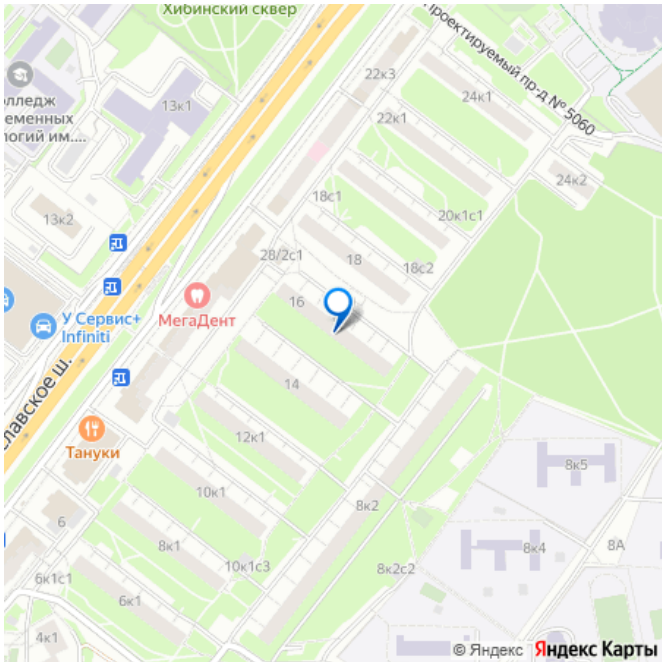 Хибинский сквер
Проектируемый пр-д № 5060
22к3
24к1
олледж
еменных
логий им....
13к1
22к1
24к2
18с1
20к1с1
13к2
28/2с1
18
18с2
16
МегаДент
У Сервис+
Infiniti
14
славское ш.
Тануки
12к1
8к5
10к1
8к2
6
8к1
10к1с3
8к4
8А
8к2с2
6к1с1
6к1
4к1
© Яндекс Яндекс Карты